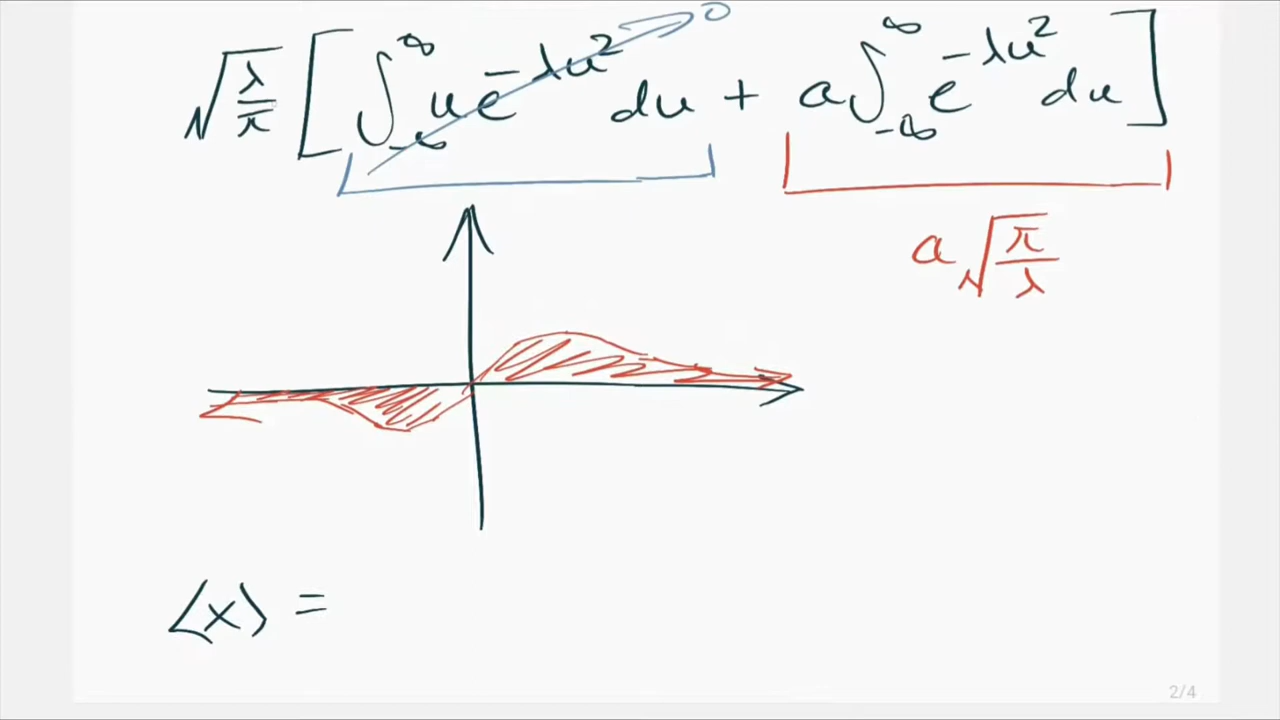 √(λ/π) [ ∫_{-∞}^{∞} u e^{-λu²} du + a ∫_{-∞}^{∞} e^{-λu²} du ]
0
a √(π/λ)
⟨x⟩ =
2/4